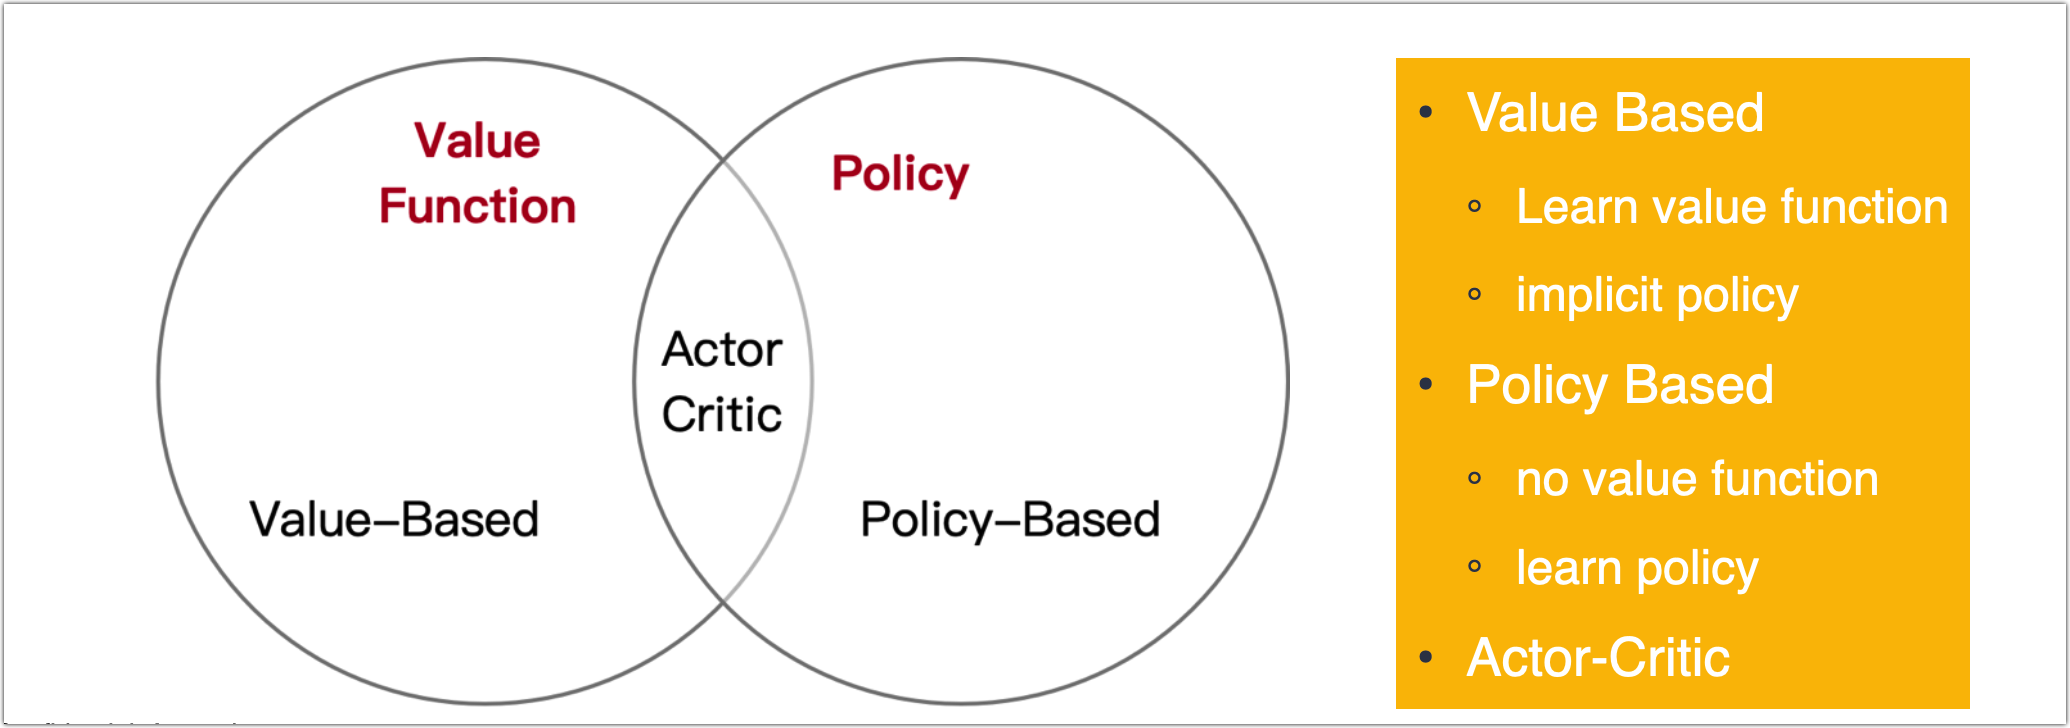 Value
Function
Policy
Actor
Critic
Value–Based
Policy–Based
• Value Based
∘ Learn value function
∘ implicit policy
• Policy Based
∘ no value function
∘ learn policy
• Actor-Critic